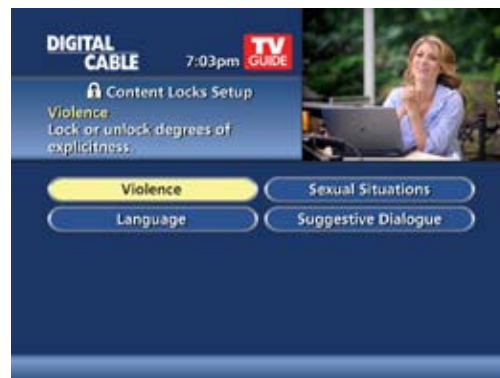 DIGITAL
CABLE
7:03pm
TV
GUIDE
Content Locks Setup
Violence
Lock or unlock degrees of
explicitness.
Violence
Sexual Situations
Language
Suggestive Dialogue